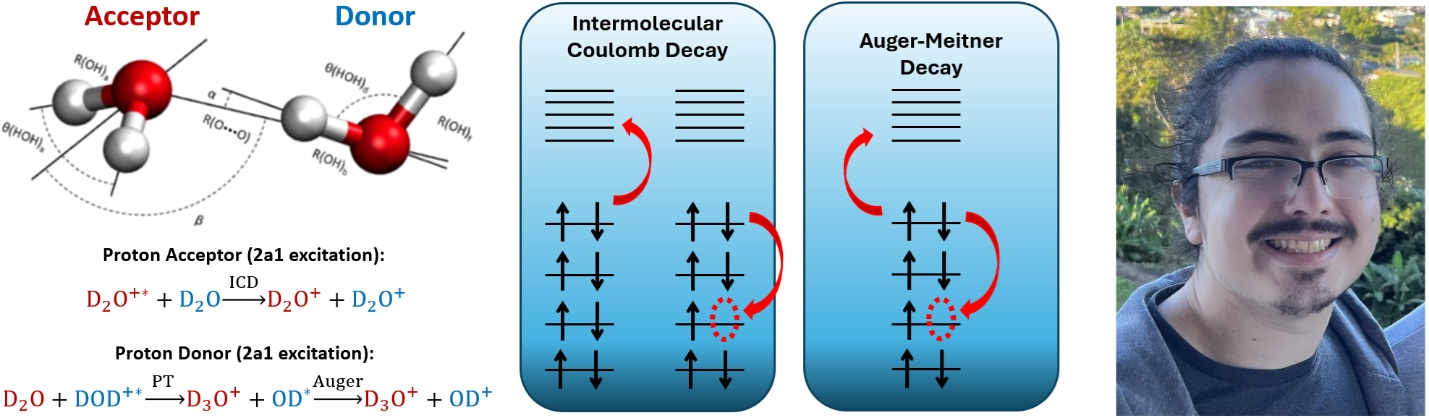 Acceptor
Donor
R(OH)ₐ
θ(HOH)ₐ
α
R(O•••O)
β
θ(HOH)d
R(OH)f
R(OH)b
Proton Acceptor (2a1 excitation):
D₂O⁺* + D₂O —ICD→ D₂O⁺ + D₂O⁺
Proton Donor (2a1 excitation):
D₂O + DOD⁺* —PT→ D₃O⁺ + OD* —Auger→ D₃O⁺ + OD⁺
Intermolecular
Coulomb Decay
Auger-Meitner
Decay